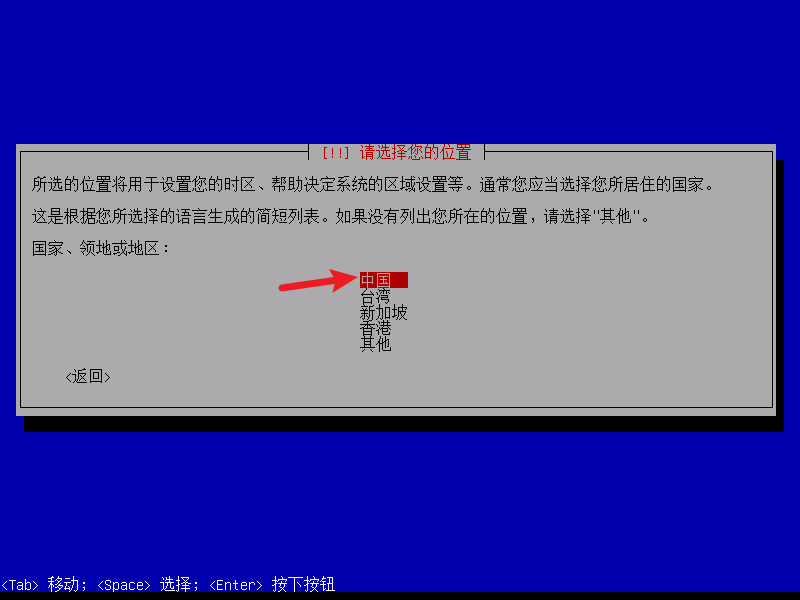 [!!] 请选择您的位置
所选的位置将用于设置您的时区、帮助决定系统的区域设置等。通常您应当选择您所居住的国家。
这是根据您所选择的语言生成的简短列表。如果没有列出您所在的位置，请选择"其他"。
国家、领地或地区：
中国
台湾
新加坡
香港
其他
<返回>
<Tab> 移动；<Space> 选择；<Enter> 按下按钮